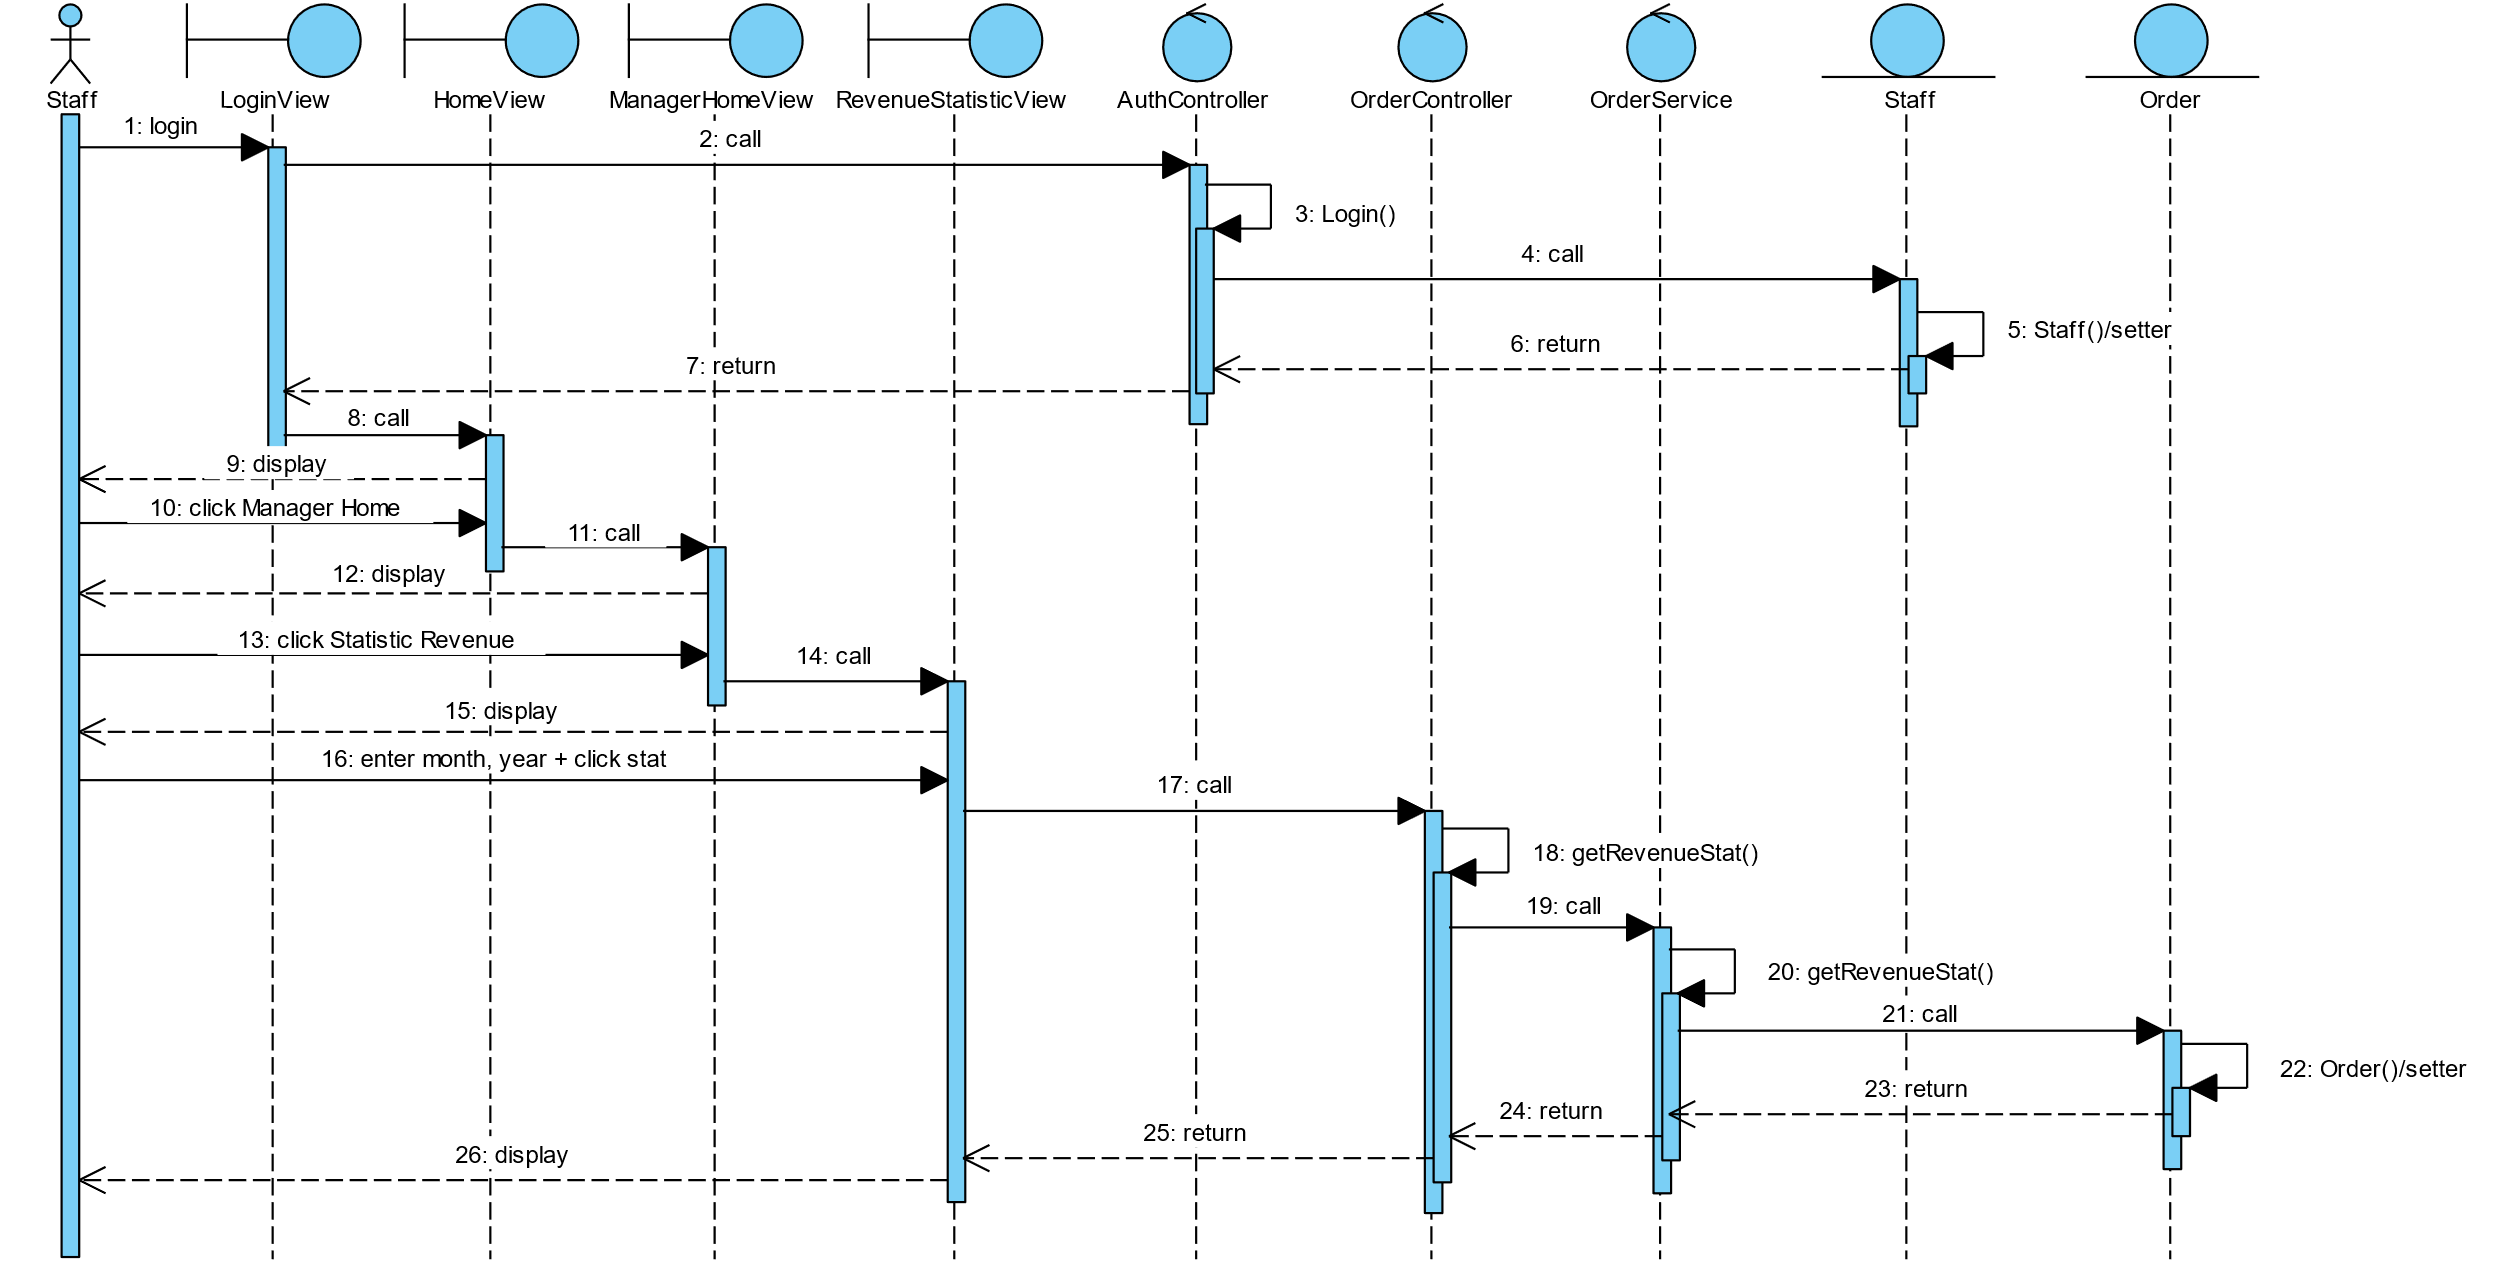 Staff
LoginView
HomeView
ManagerHomeView
RevenueStatisticView
AuthController
OrderController
OrderService
Staff
Order
1: login
2: call
3: Login()
4: call
5: Staff()/setter
6: return
7: return
8: call
9: display
10: click Manager Home
11: call
12: display
13: click Statistic Revenue
14: call
15: display
16: enter month, year + click stat
17: call
18: getRevenueStat()
19: call
20: getRevenueStat()
21: call
22: Order()/setter
23: return
24: return
25: return
26: display